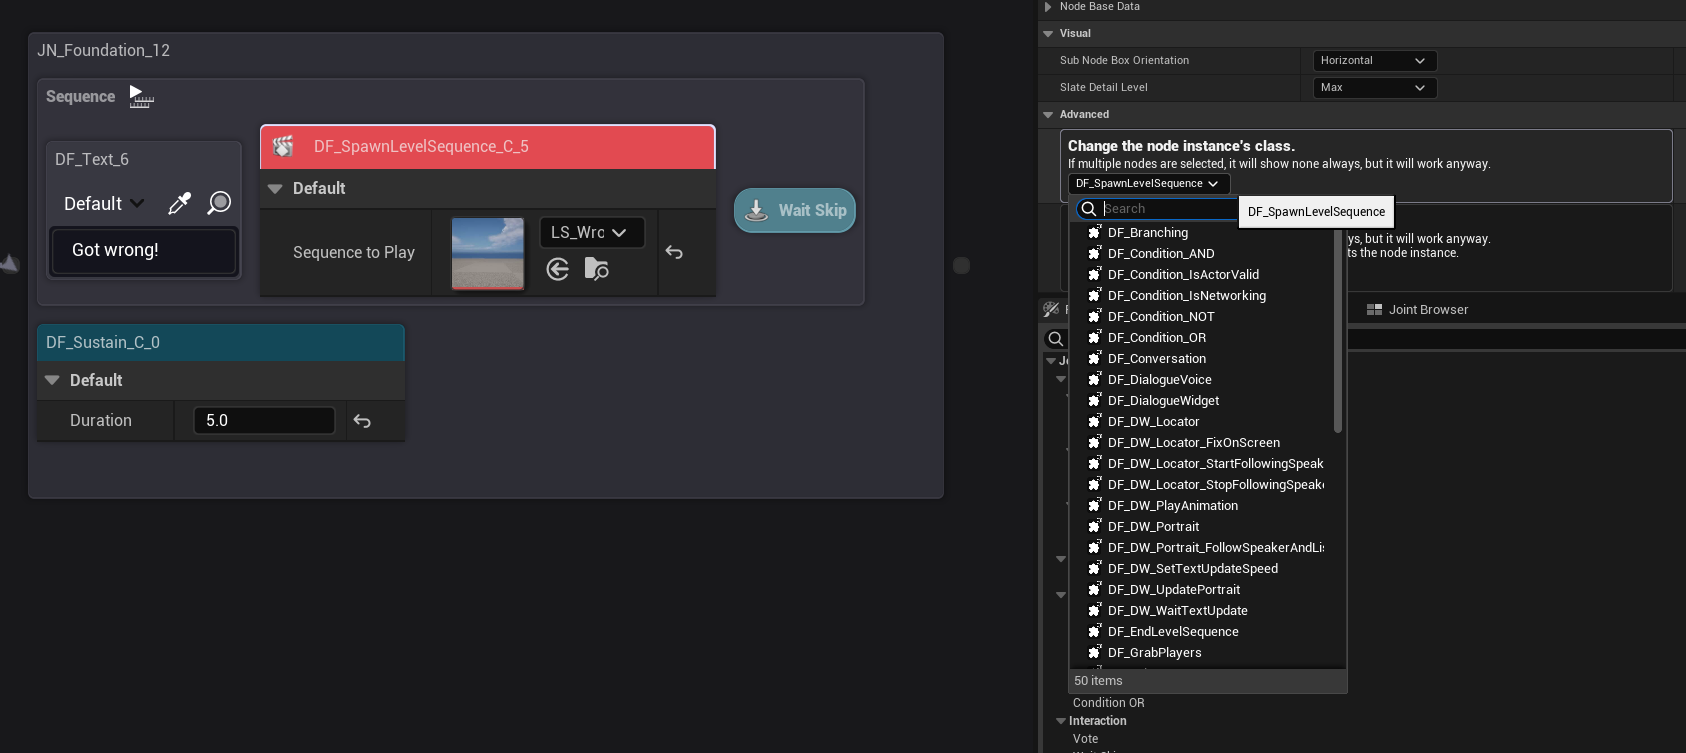 JN_Foundation_12
Sequence
DF_Text_6
Default
Got wrong!
DF_SpawnLevelSequence_C_5
Default
Sequence to Play
LS_Wrc
Wait Skip
DF_Sustain_C_0
Default
Duration
5.0
Node Base Data
Visual
Sub Node Box Orientation
Horizontal
Slate Detail Level
Max
Advanced
Change the node instance's class.
If multiple nodes are selected, it will show none always, but it will work anyway.
DF_SpawnLevelSequence
Search
DF_SpawnLevelSequence
ys, but it will work anyway.
ts the node instance.
DF_Branching
DF_Condition_AND
DF_Condition_IsActorValid
DF_Condition_IsNetworking
DF_Condition_NOT
DF_Condition_OR
DF_Conversation
DF_DialogueVoice
DF_DialogueWidget
DF_DW_Locator
DF_DW_Locator_FixOnScreen
DF_DW_Locator_StartFollowingSpeak
DF_DW_Locator_StopFollowingSpeake
DF_DW_PlayAnimation
DF_DW_Portrait
DF_DW_Portrait_FollowSpeakerAndLi
DF_DW_SetTextUpdateSpeed
DF_DW_UpdatePortrait
DF_DW_WaitTextUpdate
DF_EndLevelSequence
DF_GrabPlayers
50 items
Joint Browser
Condition OR
Interaction
Vote